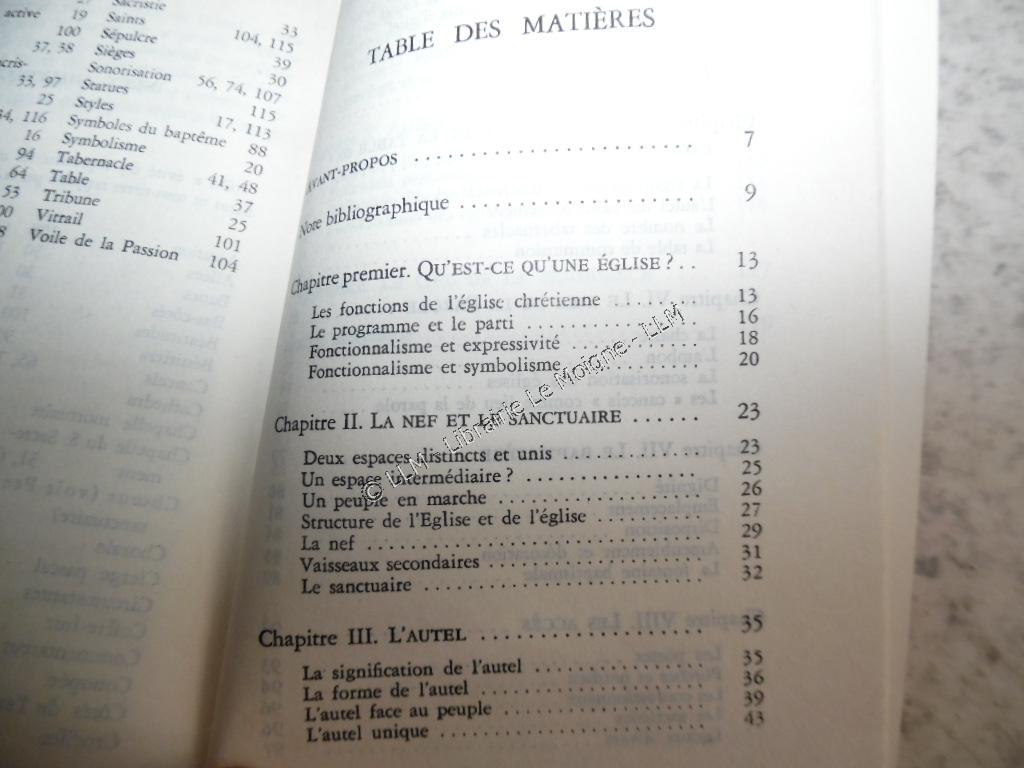 Sacristie 33
active 19 Saints 104, 115
100 Sépulcre 39
37, 38 Sièges 30
Sonorisation 56, 74, 107
33, 97 Statues 115
25 Styles 17, 113
116 Symboles du baptême 88
16 Symbolisme 20
94 Tabernacle 41, 48
64 Table 37
53 Tribune 25
Vitrail 101
Voile de la Passion 104
TABLE DES MATIÈRES
AVANT-PROPOS 7
Note bibliographique 9
Chapitre premier. QU'EST-CE QU'UNE ÉGLISE ? .. 13
Les fonctions de l'église chrétienne 13
Le programme et le parti 16
Fonctionnalisme et expressivité 18
Fonctionnalisme et symbolisme 20
Chapitre II. LA NEF ET LE SANCTUAIRE ...... 23
Deux espaces distincts et unis 23
Un espace intermédiaire ? 25
Un peuple en marche 26
Structure de l'Eglise et de l'église 27
La nef 29
Vaisseaux secondaires 31
Le sanctuaire 32
Chapitre III. L'AUTEL 35
La signification de l'autel 35
La forme de l'autel 36
L'autel face au peuple 39
L'autel unique 43
© LLM - Librairie Le Moigne - LLM